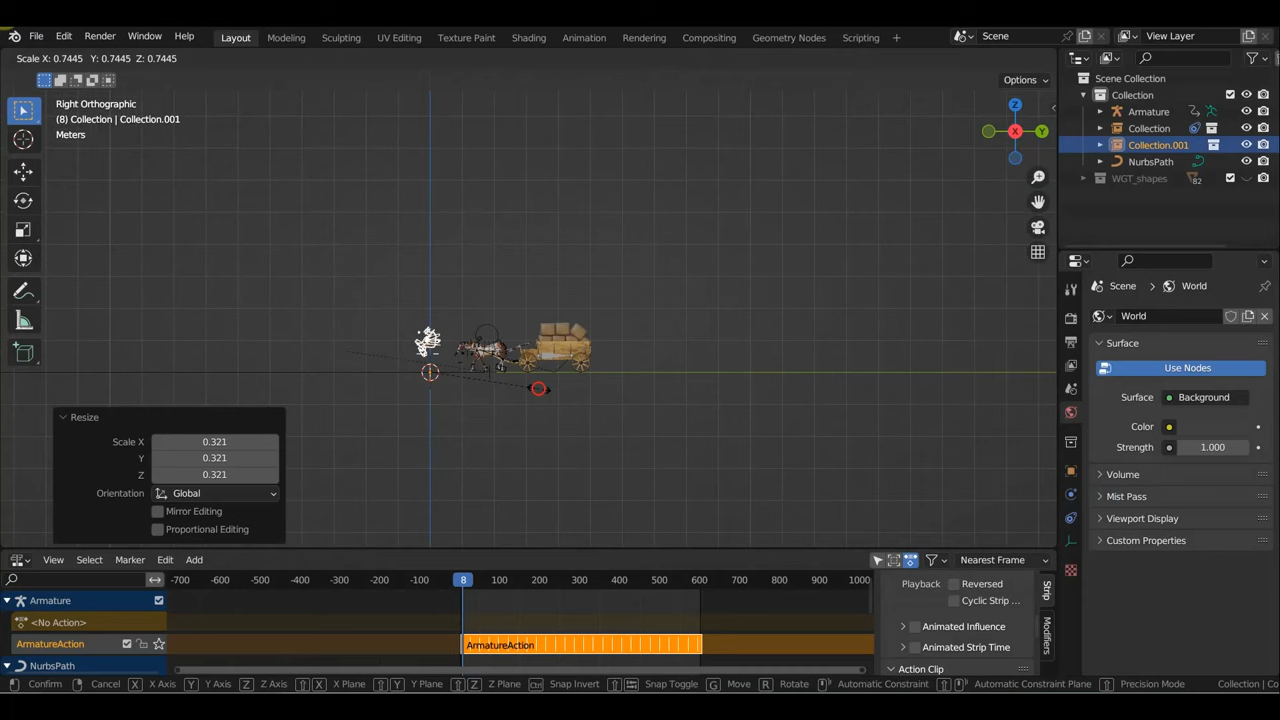 File Edit Render Window Help Layout Modeling Sculpting UV Editing Texture Paint Shading Animation Rendering Compositing Geometry Nodes Scripting + Scene View Layer
Scale X: 0.7445 Y: 0.7445 Z: 0.7445
Options
Right Orthographic
(8) Collection | Collection.001
Meters
Z
X
Y
Scene Collection
Collection
Armature
Collection
Collection.001
NurbsPath
WGT_shapes 82
Scene World
World
Surface
Use Nodes
Surface Background
Color
Strength 1.000
Volume
Mist Pass
Viewport Display
Custom Properties
Resize
Scale X 0.321
Y 0.321
Z 0.321
Orientation Global
Mirror Editing
Proportional Editing
View Select Marker Edit Add Nearest Frame
-700 -600 -500 -400 -300 -200 -100 8 100 200 300 400 500 600 700 800 900 1000
Armature
<No Action>
ArmatureAction
ArmatureAction
NurbsPath
Playback Reversed
Cyclic Strip ...
Animated Influence
Animated Strip Time
Action Clip
Strip
Modifiers
Confirm Cancel X X Axis Y Y Axis Z Z Axis X X Plane Y Y Plane Z Z Plane Ctrl Snap Invert Snap Toggle G Move R Rotate Automatic Constraint Automatic Constraint Plane Precision Mode Collection | Co